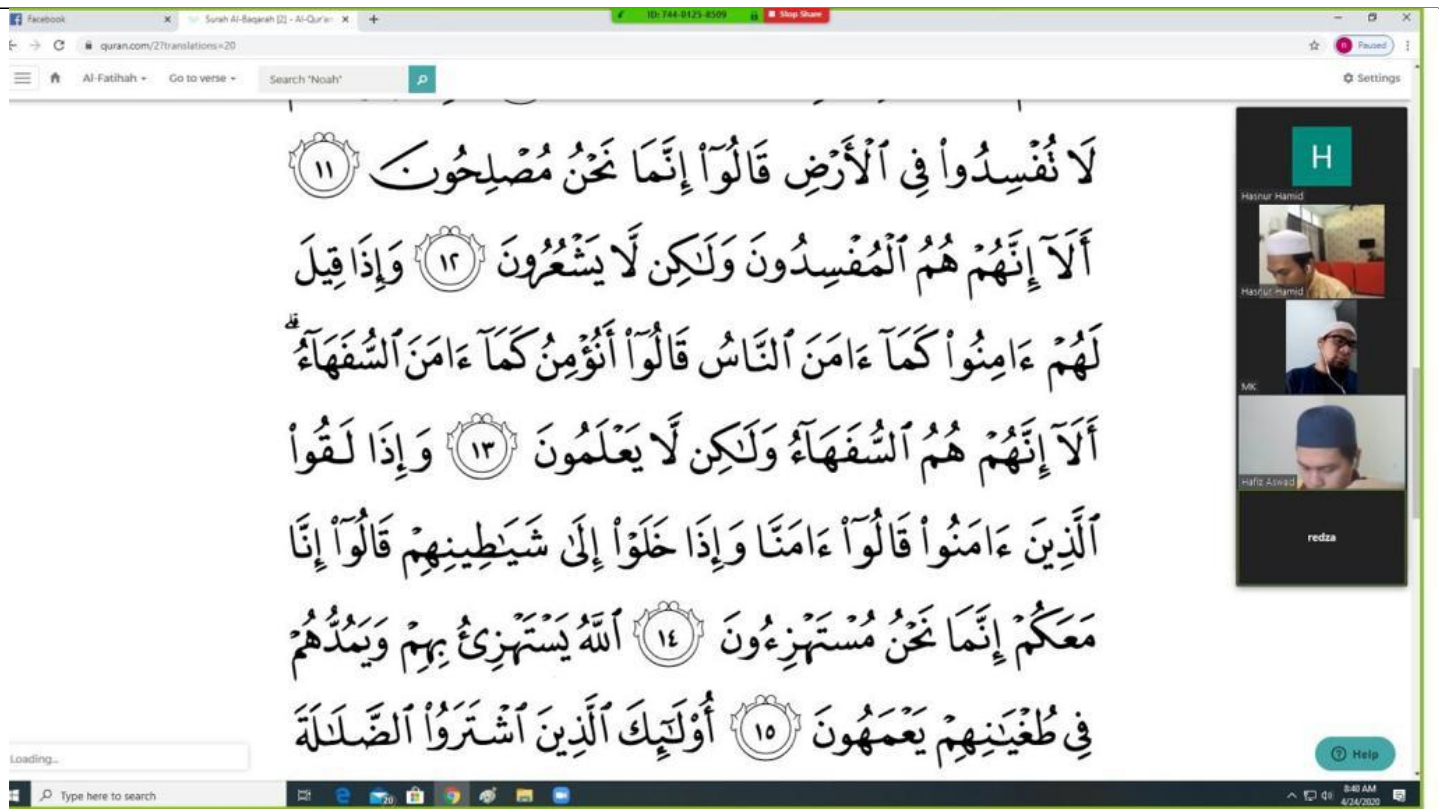 Facebook
Surah Al-Baqarah [2] - Al-Qur'an
ID: 744-0125-8509
Stop Share
quran.com/2?translations=20
Paused
Al-Fatihah
Go to verse
Search "Noah"
Settings
لَا تُفْسِدُوا۟ فِى ٱلْأَرْضِ قَالُوٓا۟ إِنَّمَا نَحْنُ مُصْلِحُونَ ١١
أَلَآ إِنَّهُمْ هُمُ ٱلْمُفْسِدُونَ وَلَـٰكِن لَّا يَشْعُرُونَ ١٢ وَإِذَا قِيلَ
لَهُمْ ءَامِنُوا۟ كَمَآ ءَامَنَ ٱلنَّاسُ قَالُوٓا۟ أَنُؤْمِنُ كَمَآ ءَامَنَ ٱلسُّفَهَآءُ ۗ
أَلَآ إِنَّهُمْ هُمُ ٱلسُّفَهَآءُ وَلَـٰكِن لَّا يَعْلَمُونَ ١٣ وَإِذَا لَقُوا۟
ٱلَّذِينَ ءَامَنُوا۟ قَالُوٓا۟ ءَامَنَّا وَإِذَا خَلَوْا۟ إِلَىٰ شَيَـٰطِينِهِمْ قَالُوٓا۟ إِنَّا
مَعَكُمْ إِنَّمَا نَحْنُ مُسْتَهْزِءُونَ ١٤ ٱللَّهُ يَسْتَهْزِئُ بِهِمْ وَيَمُدُّهُمْ
فِى طُغْيَـٰنِهِمْ يَعْمَهُونَ ١٥ أُو۟لَـٰٓئِكَ ٱلَّذِينَ ٱشْتَرَوُا۟ ٱلضَّلَـٰلَةَ
H
Hasnur Hamid
Hasnur Hamid
MK
Hafiz Aswad
redza
Help
Loading...
Type here to search
20
8:40 AM
4/24/2020